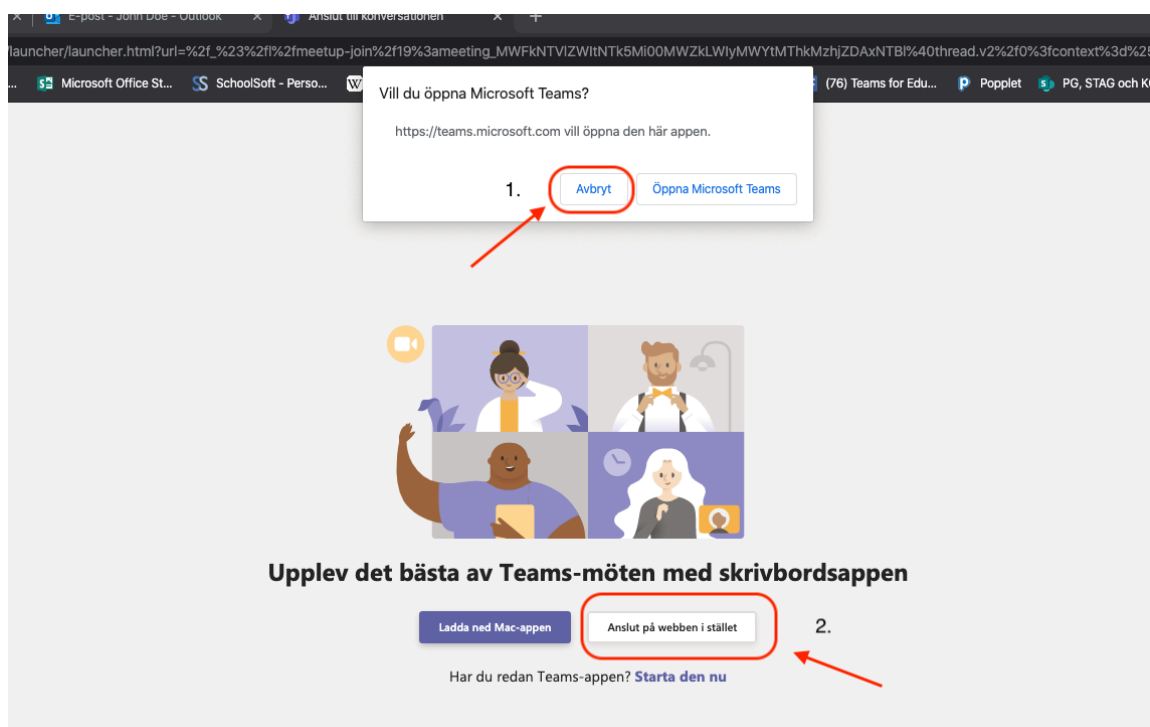 E-post - John Doe - Outlook
Anslut till konversationen
/launcher/launcher.html?url=%2f_%23%2fl%2fmeetup-join%2f19%3ameeting_MWFkNTVlZWItNTk5Mi00MWZkLWIyMWYtMThkMzhjZDAxNTBl%40thread.v2%2f0%3fcontext%3d%25
... Microsoft Office St... SchoolSoft - Perso... W (76) Teams for Edu... Popplet PG, STAG och K
Vill du öppna Microsoft Teams?
https://teams.microsoft.com vill öppna den här appen.
1. Avbryt Öppna Microsoft Teams
Upplev det bästa av Teams-möten med skrivbordsappen
Ladda ned Mac-appen Anslut på webben i stället 2.
Har du redan Teams-appen? Starta den nu